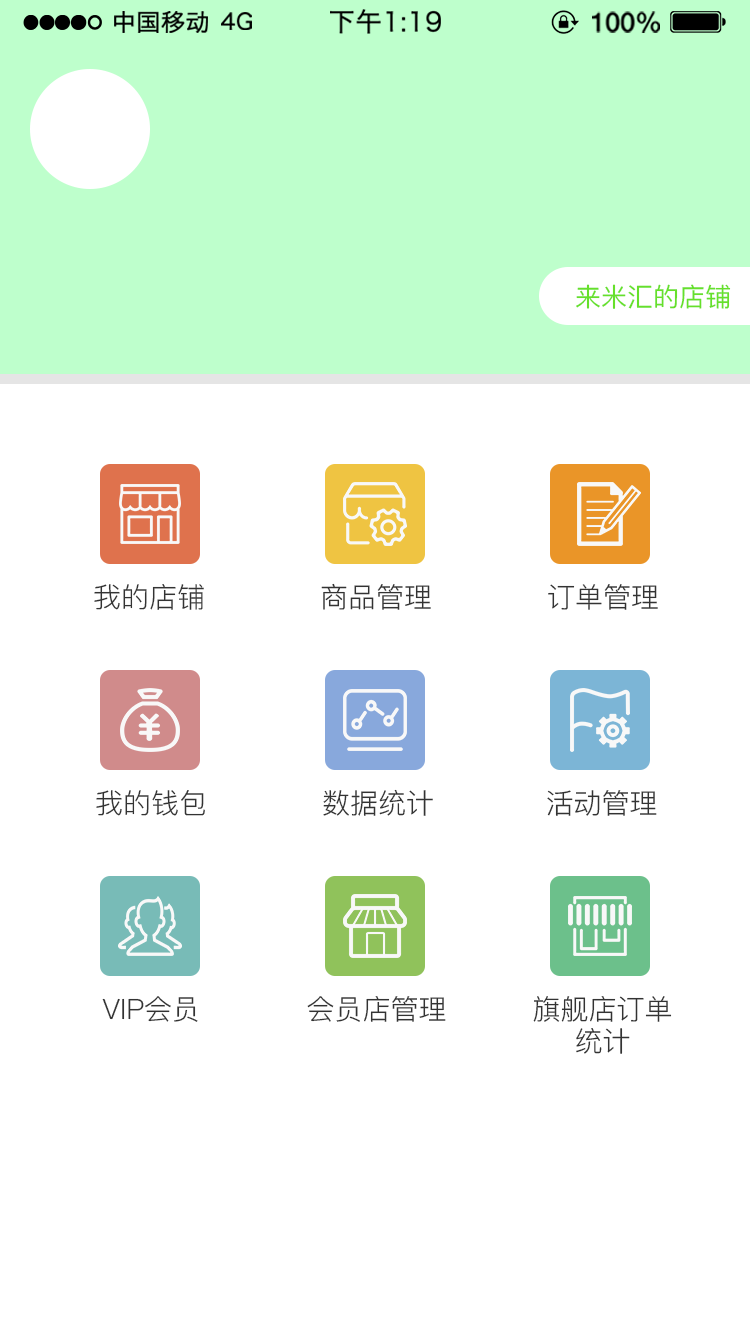 中国移动 4G 下午1:19 100%
来米汇的店铺
我的店铺 商品管理 订单管理
¥
我的钱包 数据统计 活动管理
VIP会员 会员店管理 旗舰店订单
统计